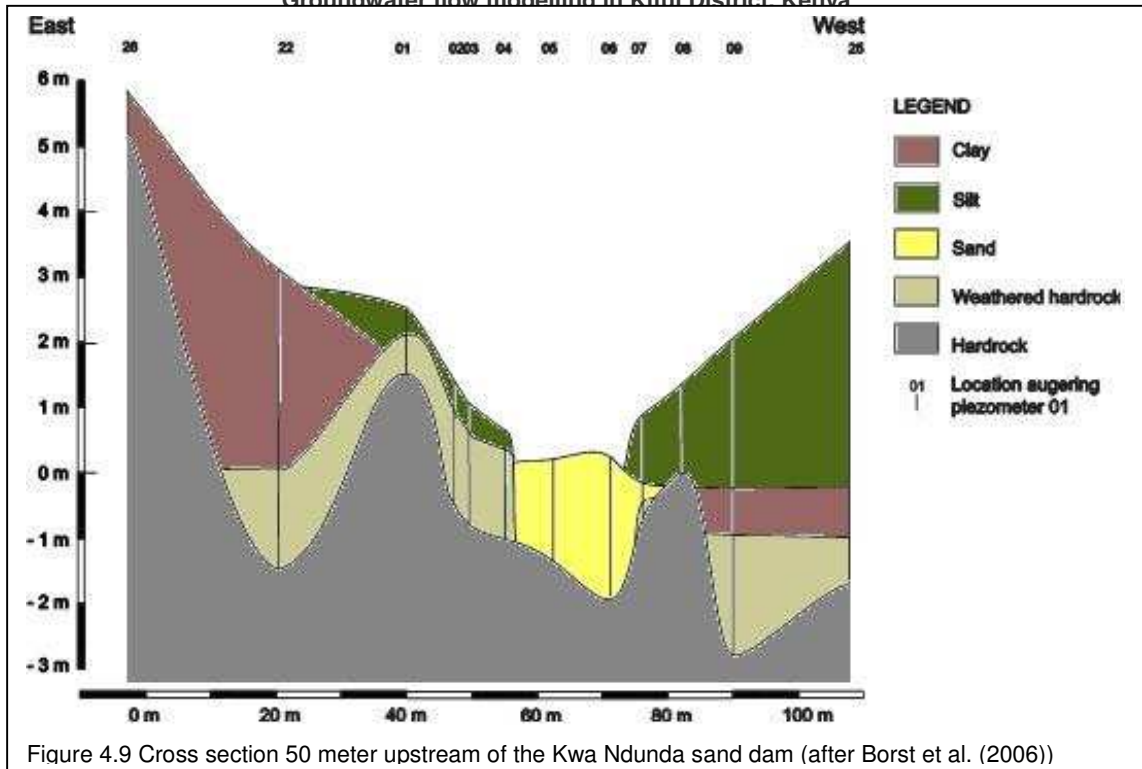 Groundwater flow modelling in Kitui District, Kenya
East West
26 22 01 0203 04 05 06 07 08 09 25
6 m
5 m
4 m
3 m
2 m
1 m
0 m
- 1 m
- 2 m
- 3 m
0 m 20 m 40 m 60 m 80 m 100 m
LEGEND
Clay
Silt
Sand
Weathered hardrock
Hardrock
01 Location augering
piezometer 01
Figure 4.9 Cross section 50 meter upstream of the Kwa Ndunda sand dam (after Borst et al. (2006))